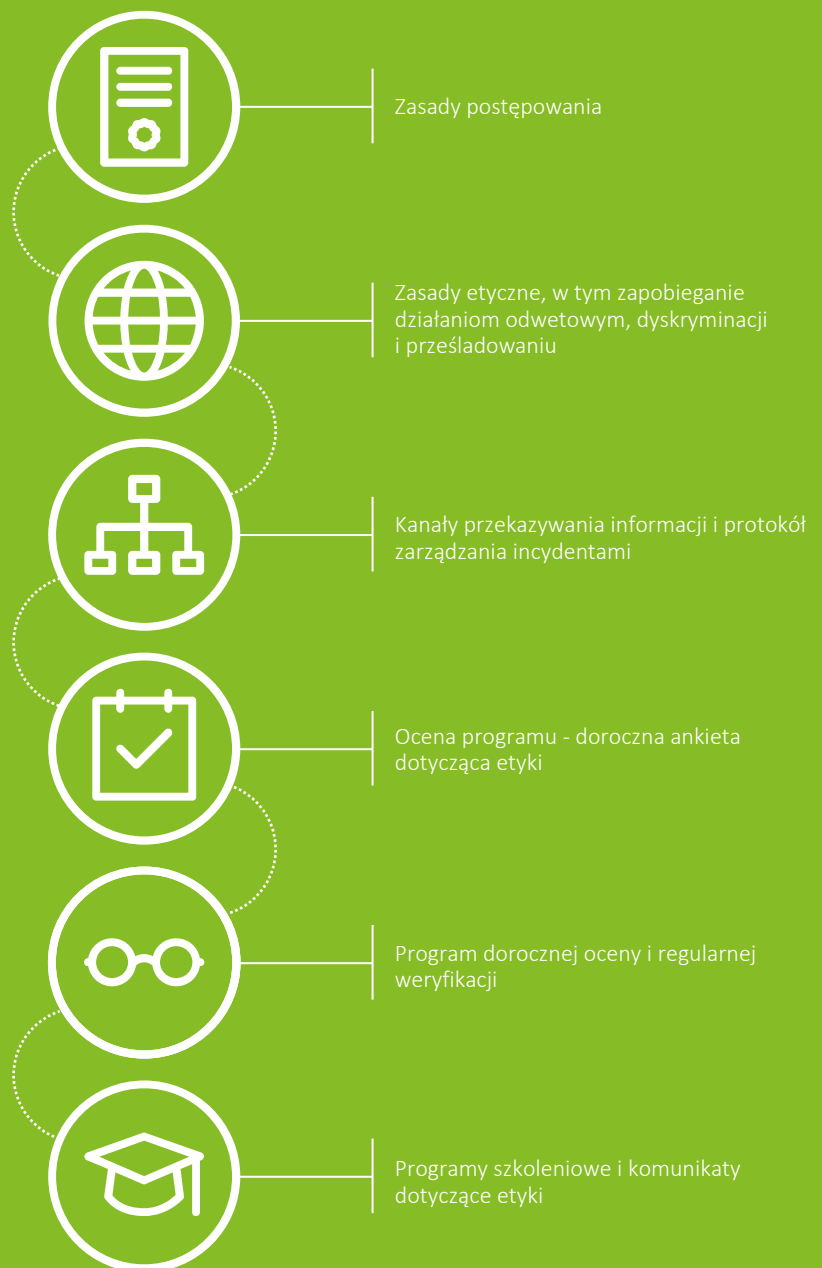 Zasady postępowania
Zasady etyczne, w tym zapobieganie
działaniom odwetowym, dyskryminacji
i prześladowaniu
Kanały przekazywania informacji i protokół
zarządzania incydentami
Ocena programu - doroczna ankieta
dotycząca etyki
Program dorocznej oceny i regularnej
weryfikacji
Programy szkoleniowe i komunikaty
dotyczące etyki